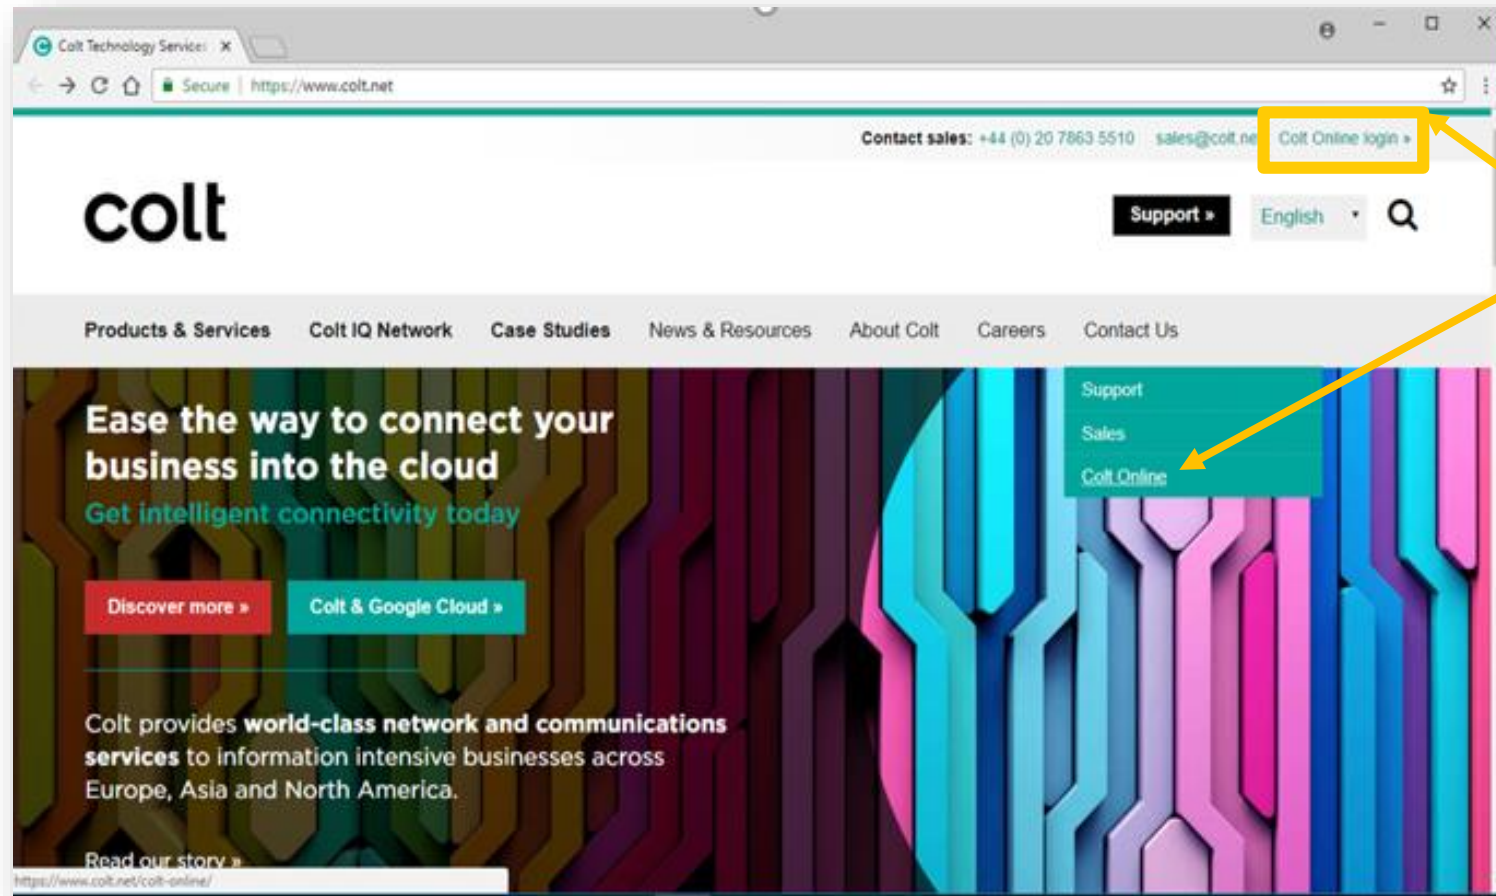 Colt Technology Services
Secure | https://www.colt.net
Contact sales: +44 (0) 20 7863 5510 sales@colt.ne Colt Online login »
colt
Support »
English
Products & Services Colt IQ Network Case Studies News & Resources About Colt Careers Contact Us
Support
Sales
Colt Online
Ease the way to connect your
business into the cloud
Get intelligent connectivity today
Discover more »
Colt & Google Cloud »
Colt provides world-class network and communications
services to information intensive businesses across
Europe, Asia and North America.
Read our story »
https://www.colt.net/colt-online/